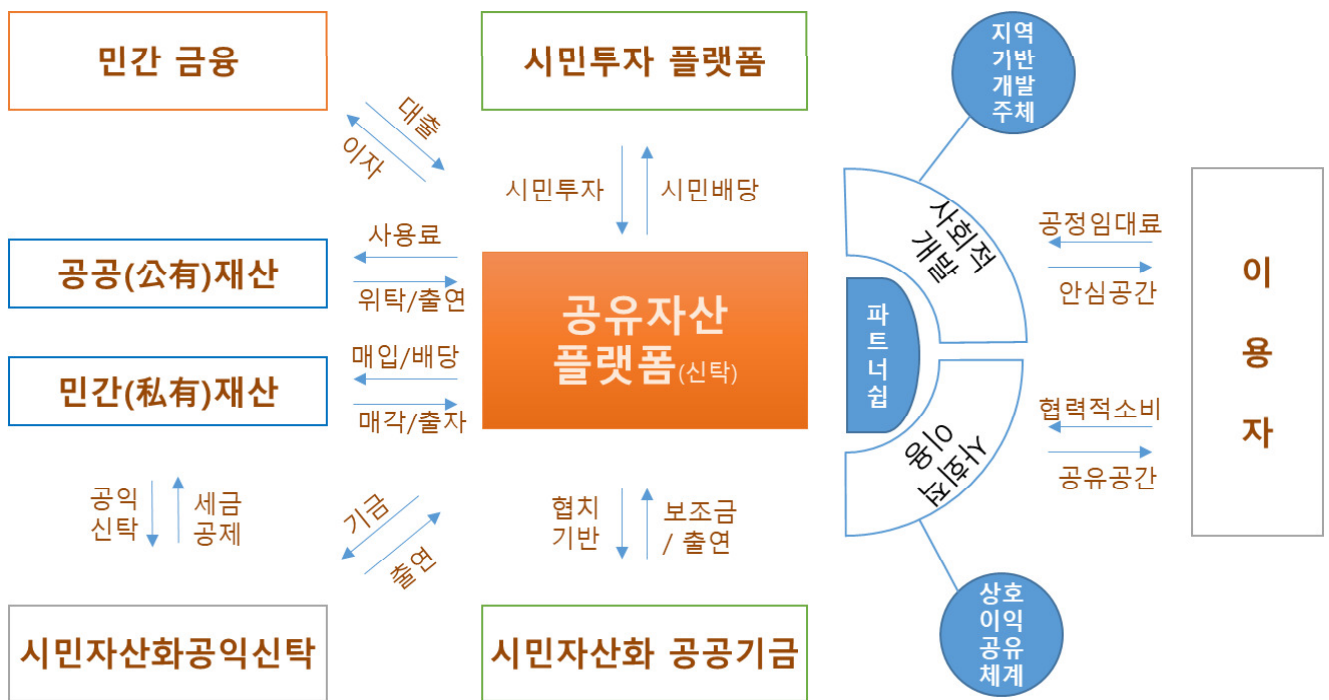 민간 금융
시민투자 플랫폼
지역
기반
개발
주체
대출
이자
시민투자
시민배당
사회적
개발
공정임대료
안심공간
이
용
자
사용료
공공(公有)재산
위탁/출연
공유자산
플랫폼(신탁)
파
트
너
쉽
매입/배당
민간(私有)재산
매각/출자
협력적소비
공유공간
사회적
이용
공익
신탁
세금
공제
기금
출연
협치
기반
보조금
/ 출연
시민자산화공익신탁
시민자산화 공공기금
상호
이익
공유
체계